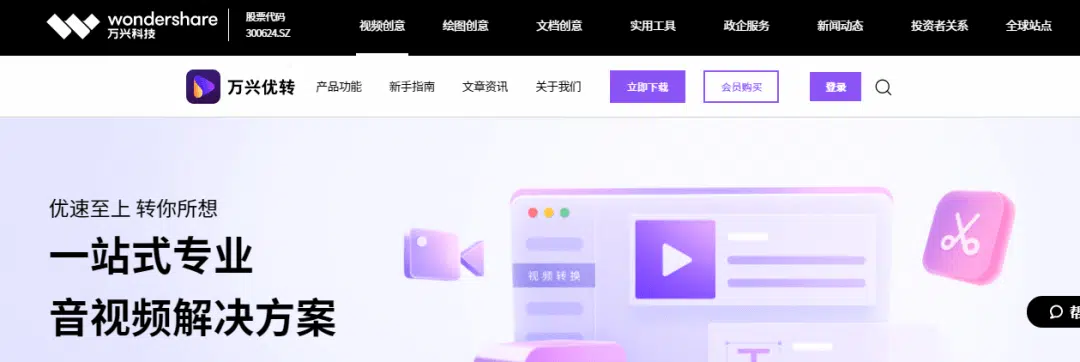 wondershare
万兴科技
股票代码
300624.SZ
视频创意 绘图创意 文档创意 实用工具 政企服务 新闻动态 投资者关系 全球站点
万兴优转 产品功能 新手指南 文章资讯 关于我们 立即下载 会员购买 登录
优速至上 转你所想
一站式专业
音视频解决方案
视频转换
T